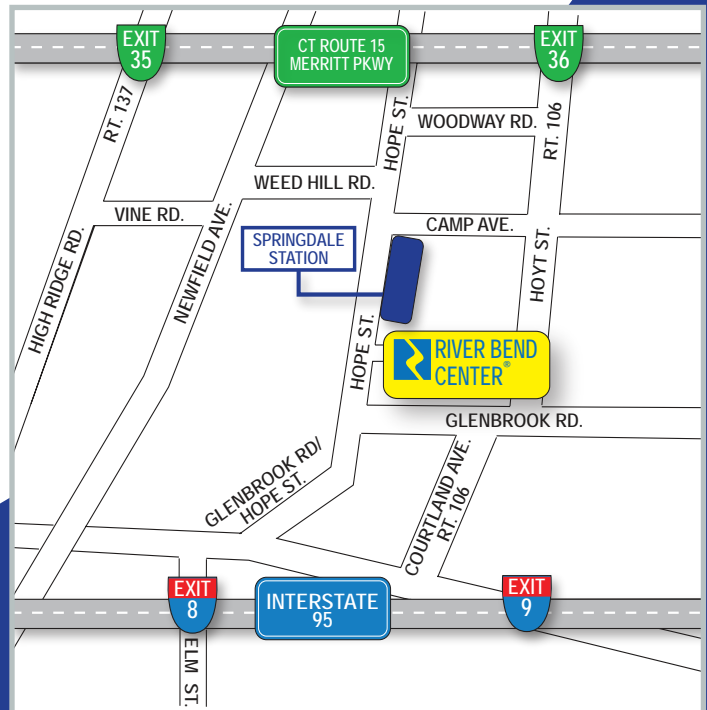 EXIT
35
CT ROUTE 15
MERRITT PKWY
EXIT
36
RT. 137
HOPE ST.
WOODWAY RD.
RT. 106
WEED HILL RD.
VINE RD.
NEWFIELD AVE.
CAMP AVE.
SPRINGDALE
STATION
HIGH RIDGE RD.
HOYT ST.
HOPE ST.
RIVER BEND
CENTER®
GLENBROOK RD.
GLENBROOK RD/
HOPE ST.
COURTLAND AVE.
RT. 106
EXIT
8
INTERSTATE
95
EXIT
9
ELM ST.